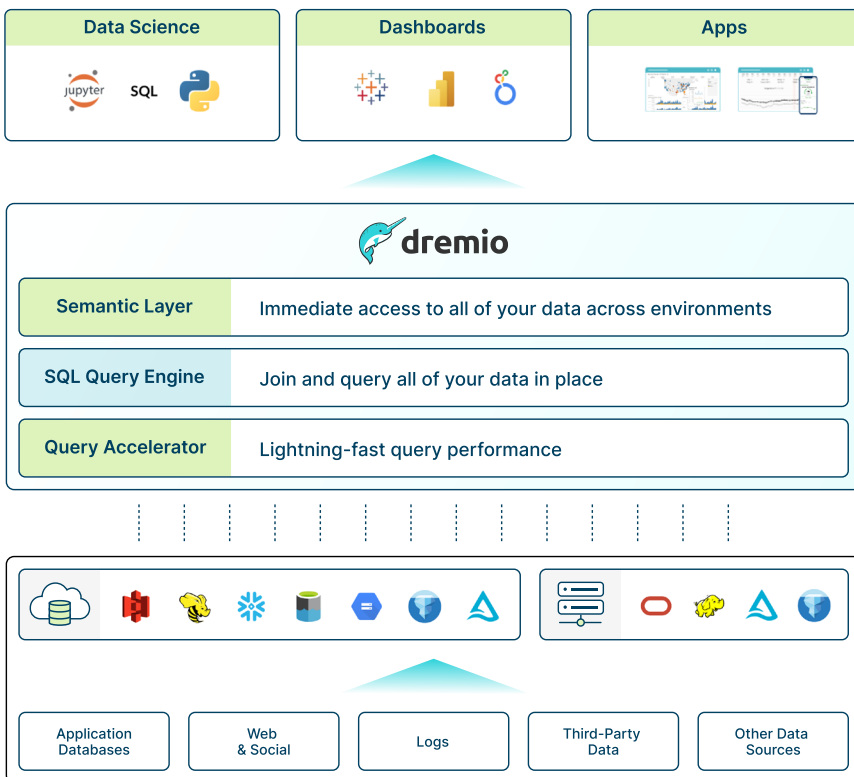 Data Science
Dashboards
Apps
jupyter
SQL
dremio
Semantic Layer
Immediate access to all of your data across environments
SQL Query Engine
Join and query all of your data in place
Query Accelerator
Lightning-fast query performance
Application
Databases
Web
& Social
Logs
Third-Party
Data
Other Data
Sources